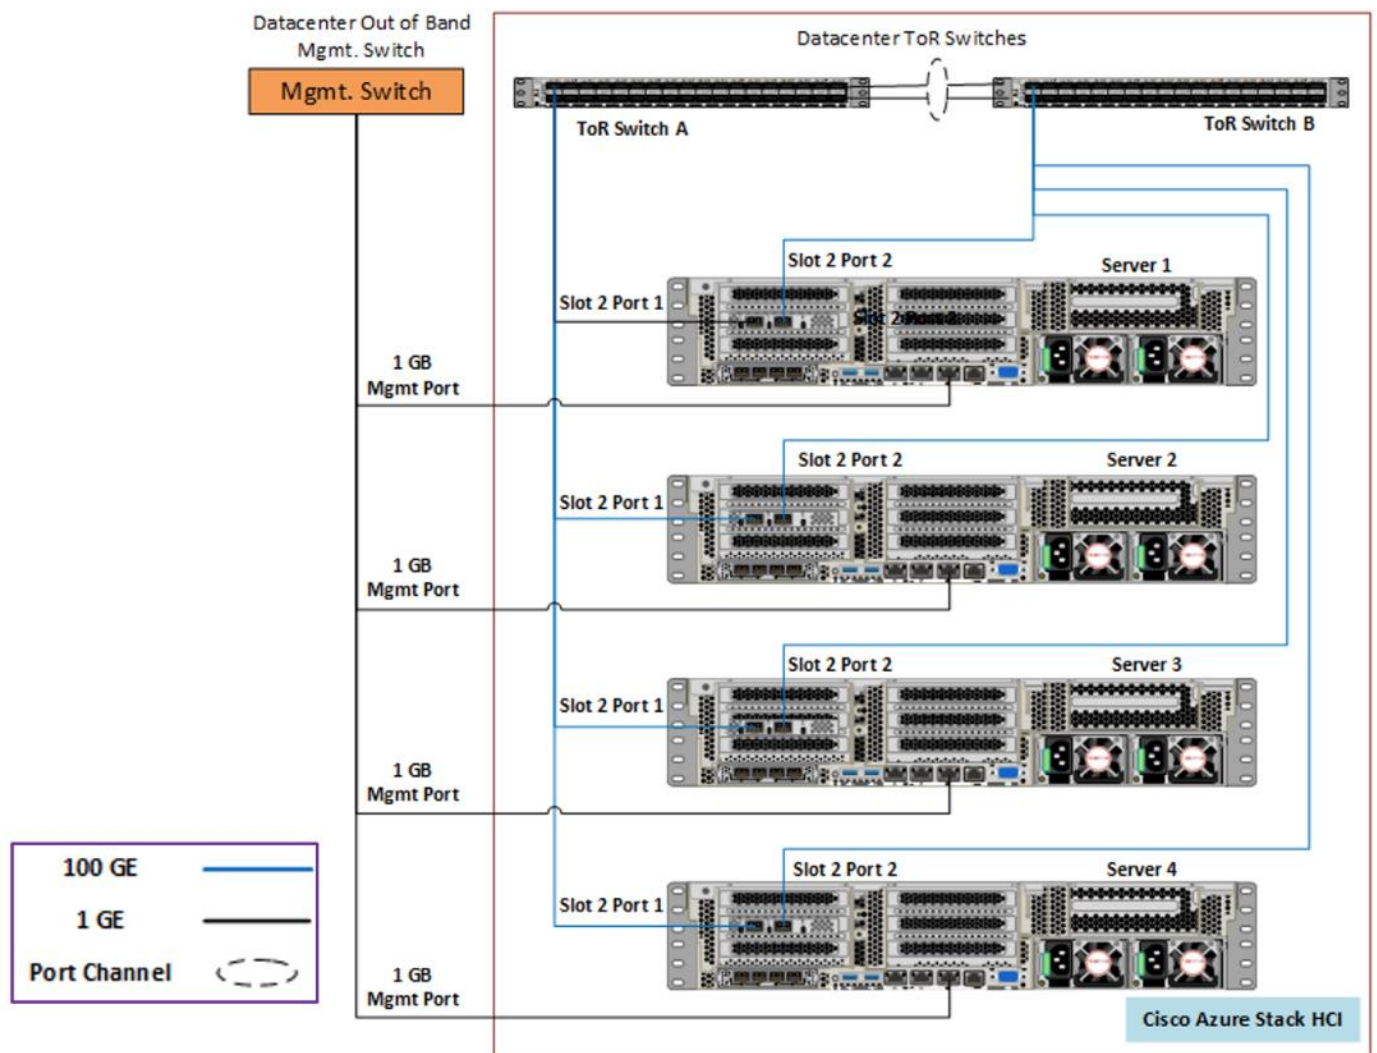 Datacenter Out of Band
Mgmt. Switch
Mgmt. Switch
Datacenter ToR Switches
ToR Switch A
ToR Switch B
Slot 2 Port 2
Server 1
Slot 2 Port 1
1 GB
Mgmt Port
Slot 2 Port 2
Server 2
Slot 2 Port 1
1 GB
Mgmt Port
Slot 2 Port 2
Server 3
Slot 2 Port 1
1 GB
Mgmt Port
Slot 2 Port 2
Server 4
Slot 2 Port 1
1 GB
Mgmt Port
100 GE
1 GE
Port Channel
Cisco Azure Stack HCI